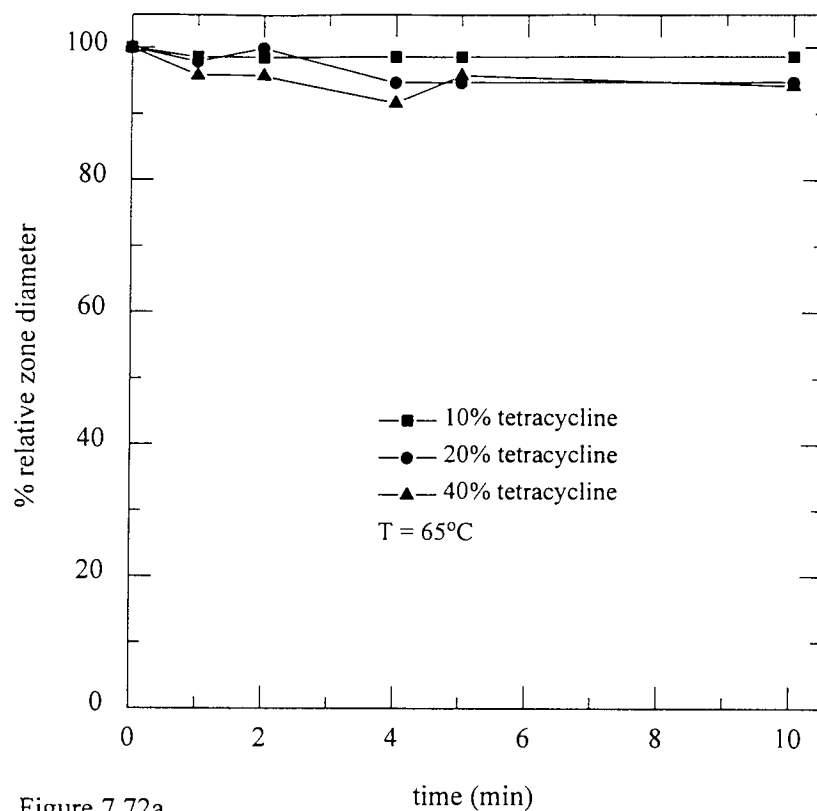 100
80
60
40
20
0
% relative zone diameter
10% tetracycline
20% tetracycline
40% tetracycline
T = 65°C
0 2 4 6 8 10
time (min)
Figure 7.72a